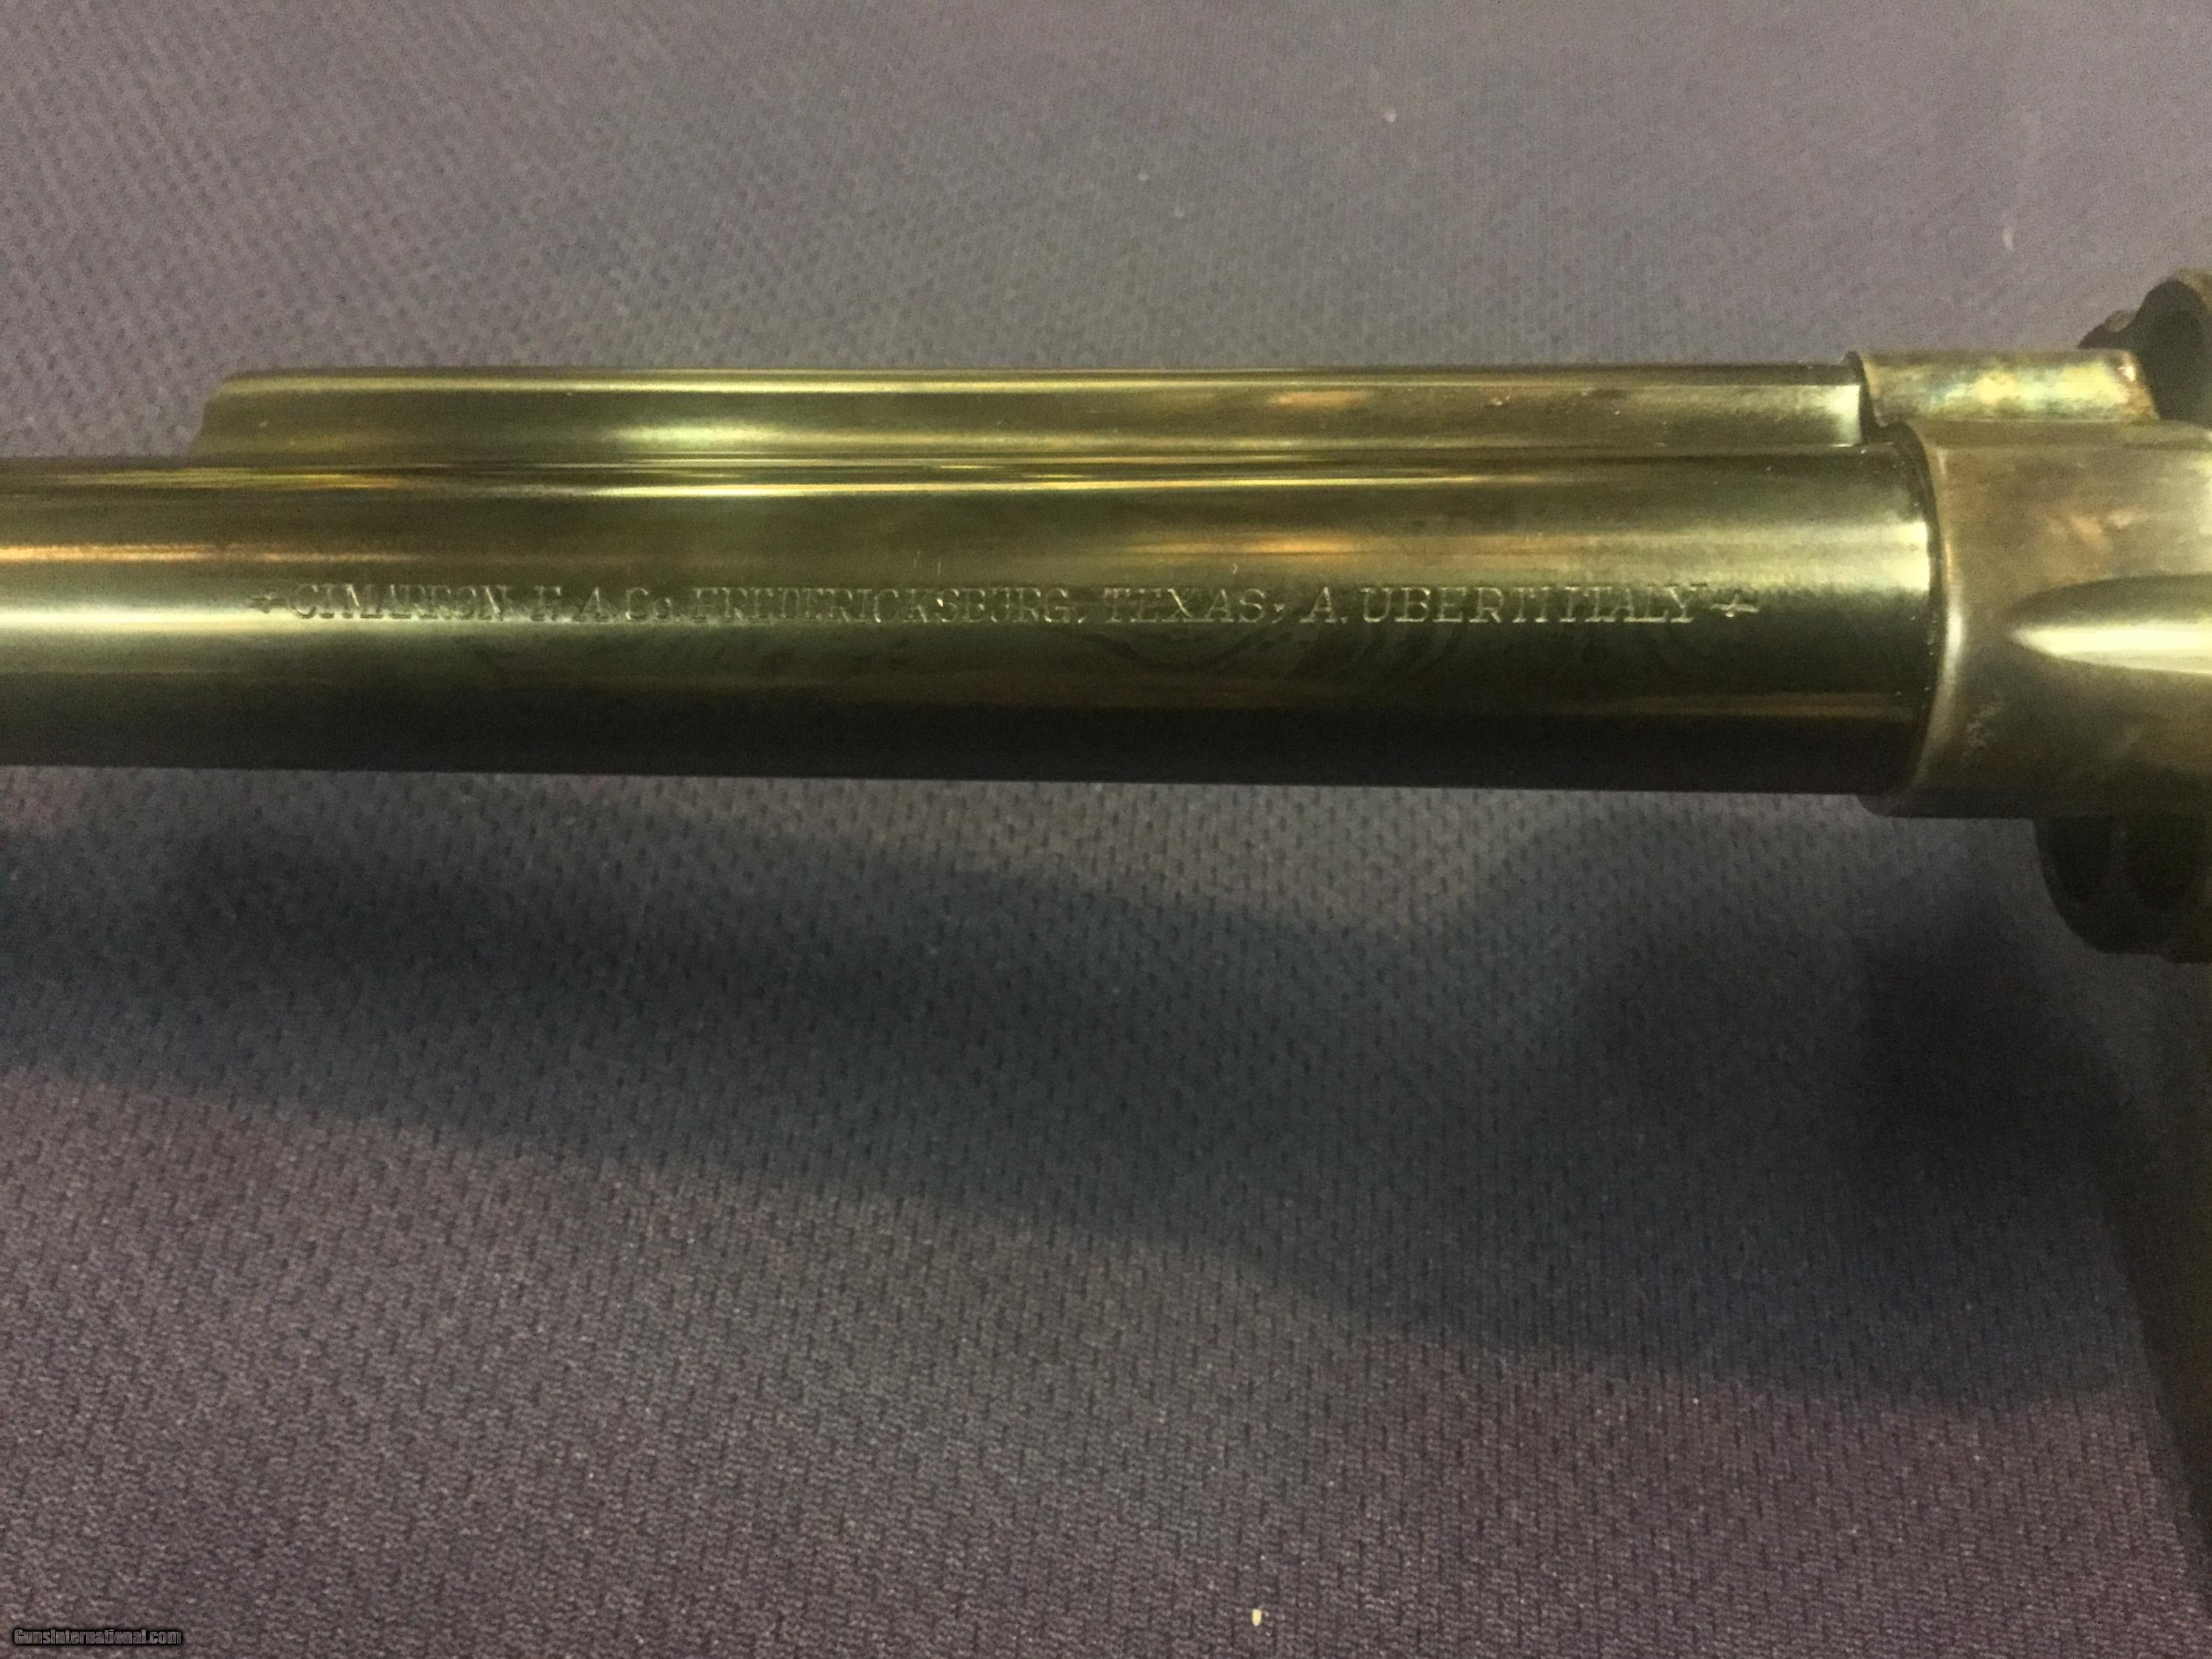 CIMARRON F. A. Co. FREDERICKSBURG, TEXAS, A. UBERTI ITALY
GunsInternational.com